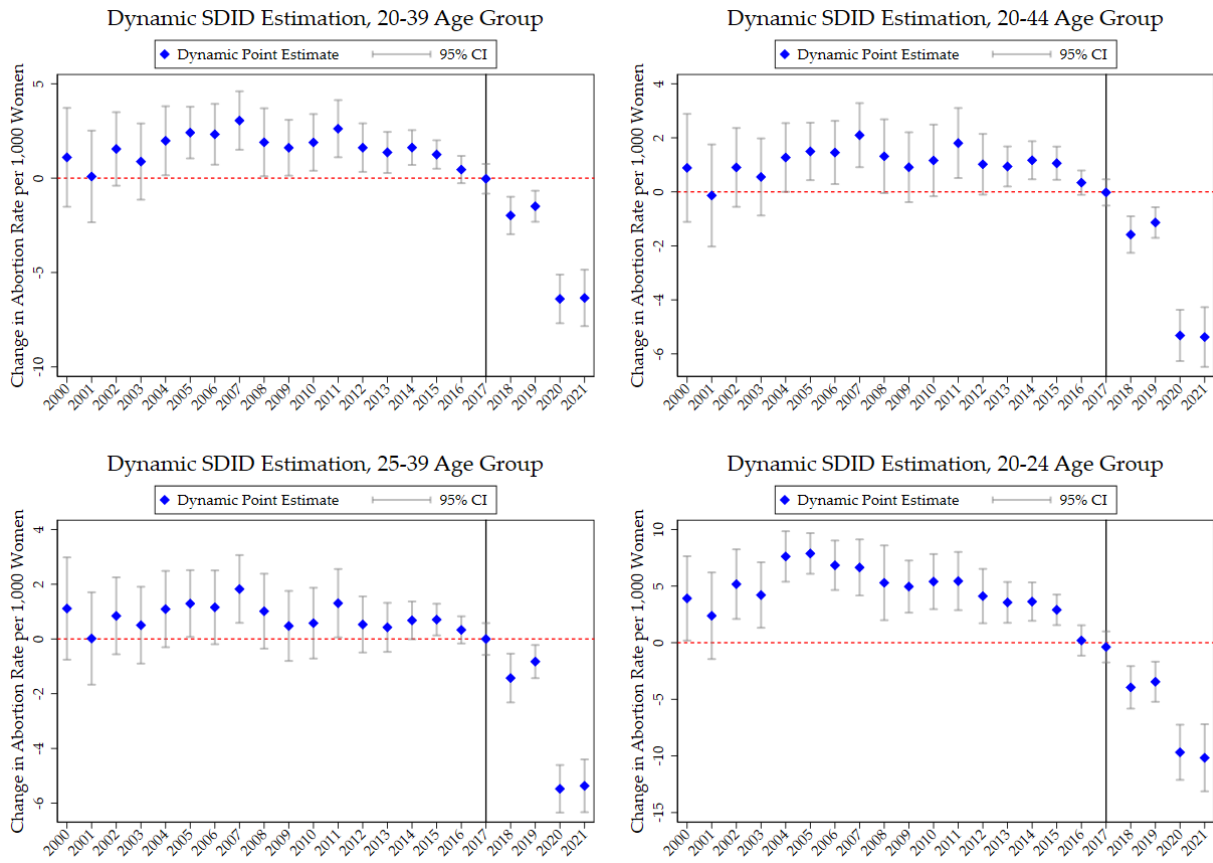 Dynamic SDID Estimation, 20-39 Age Group
Dynamic Point Estimate 95% CI
Change in Abortion Rate per 1,000 Women
5
0
-5
-10
2000 2001 2002 2003 2004 2005 2006 2007 2008 2009 2010 2011 2012 2013 2014 2015 2016 2017 2018 2019 2020 2021
Dynamic SDID Estimation, 20-44 Age Group
Dynamic Point Estimate 95% CI
Change in Abortion Rate per 1,000 Women
4
2
0
-2
-4
-6
2000 2001 2002 2003 2004 2005 2006 2007 2008 2009 2010 2011 2012 2013 2014 2015 2016 2017 2018 2019 2020 2021
Dynamic SDID Estimation, 25-39 Age Group
Dynamic Point Estimate 95% CI
Change in Abortion Rate per 1,000 Women
4
2
0
-2
-4
-6
2000 2001 2002 2003 2004 2005 2006 2007 2008 2009 2010 2011 2012 2013 2014 2015 2016 2017 2018 2019 2020 2021
Dynamic SDID Estimation, 20-24 Age Group
Dynamic Point Estimate 95% CI
Change in Abortion Rate per 1,000 Women
10
5
0
-5
-10
-15
2000 2001 2002 2003 2004 2005 2006 2007 2008 2009 2010 2011 2012 2013 2014 2015 2016 2017 2018 2019 2020 2021